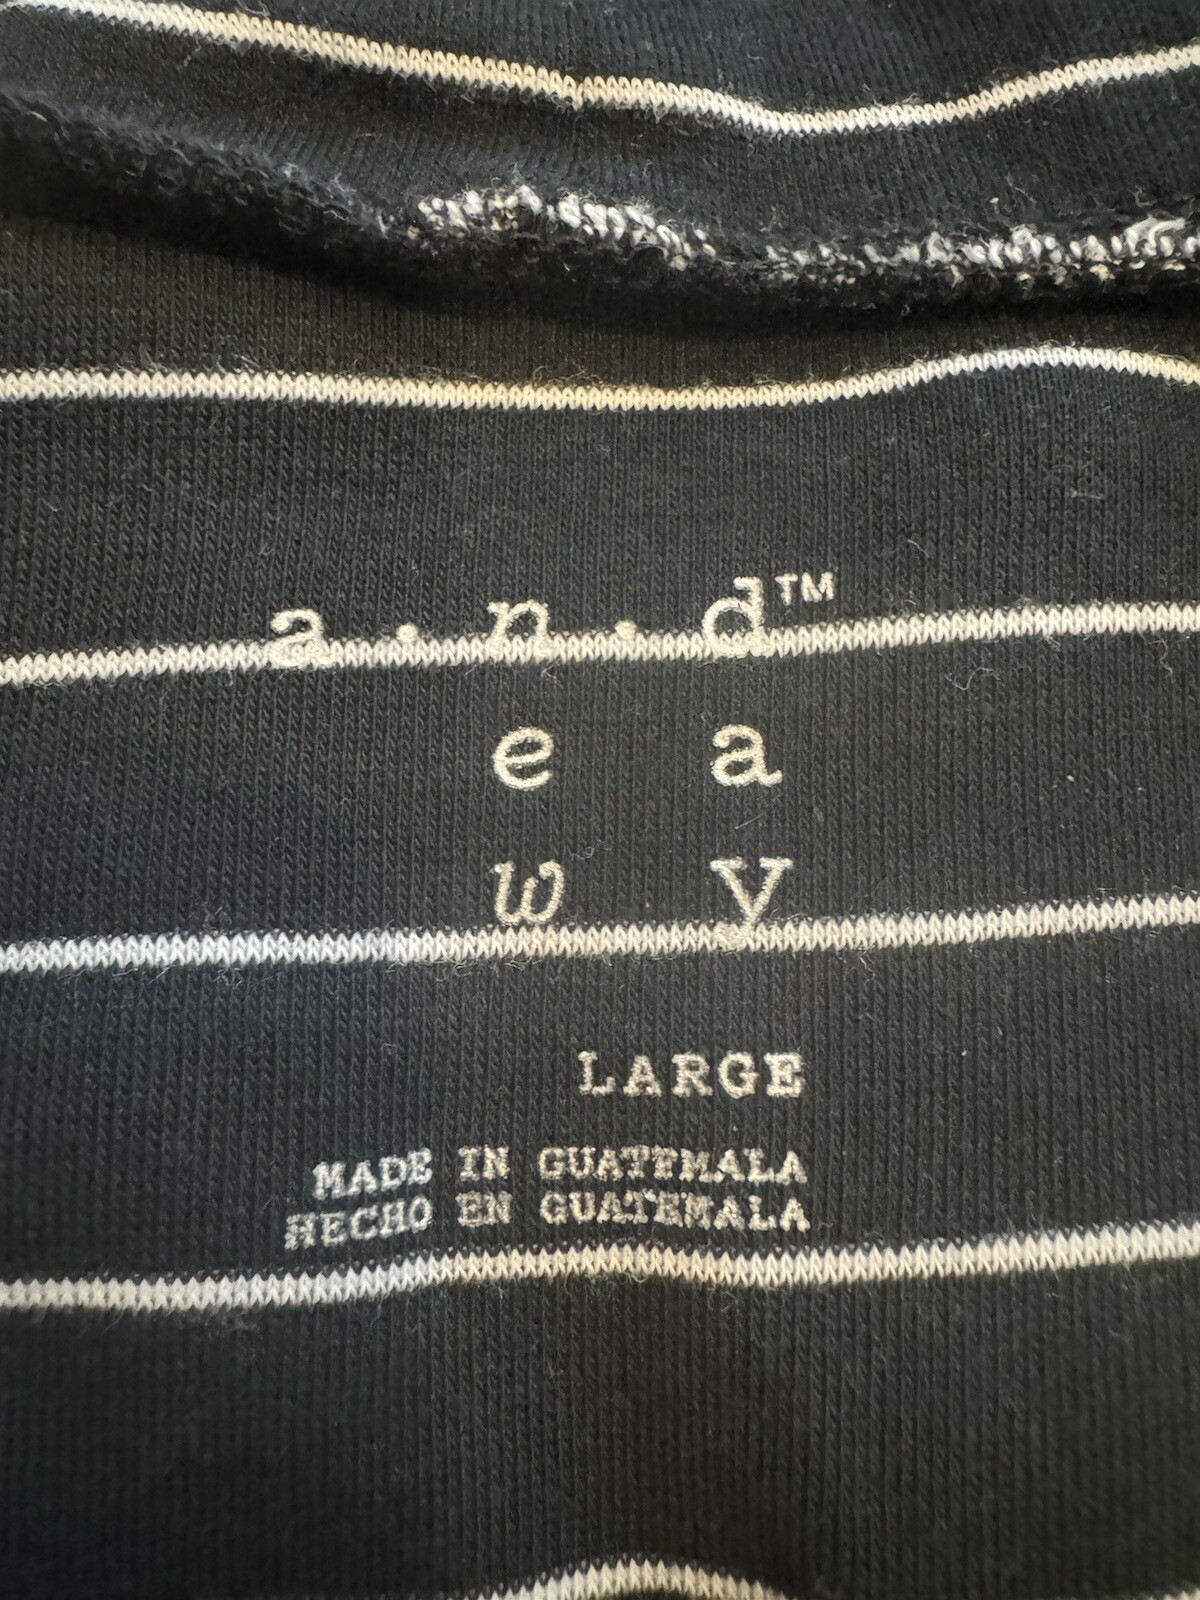 a·n·d™
e a
w y
LARGE
MADE IN GUATEMALA
HECHO EN GUATEMALA